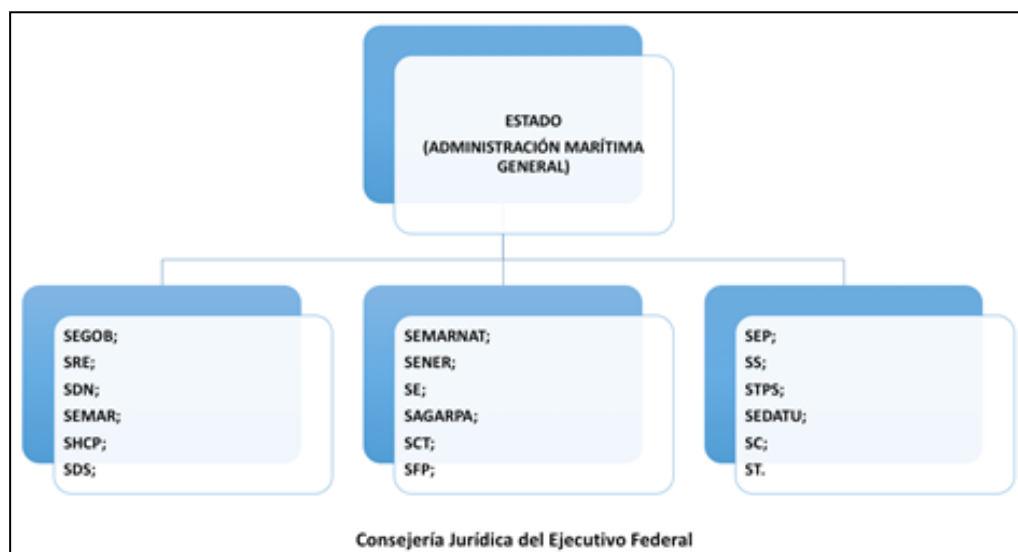 ESTADO
(ADMINISTRACIÓN MARÍTIMA
GENERAL)
SEGOB;
SRE;
SDN;
SEMAR;
SHCP;
SDS;
SEMARNAT;
SENER;
SE;
SAGARPA;
SCT;
SFP;
SEP;
SS;
STPS;
SEDATU;
SC;
ST.
Consejería Jurídica del Ejecutivo Federal